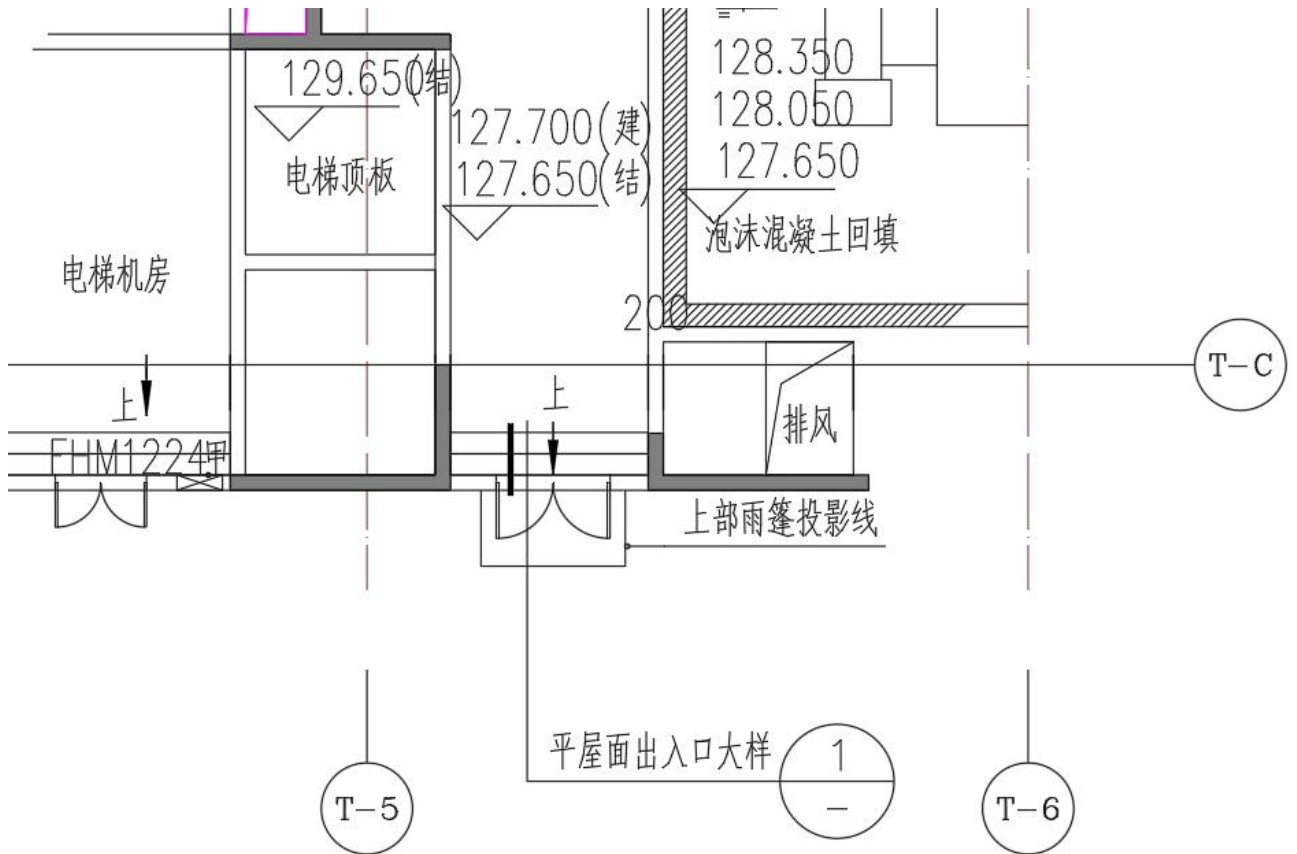 128.350
129.650(结)
128.050
127.700(建)
127.650(结)
127.650
电梯顶板
泡沫混凝土回填
电梯机房
200
T-C
上
上
排风
FHM1224甲
上部雨篷投影线
平屋面出入口大样
1
-
T-5
T-6